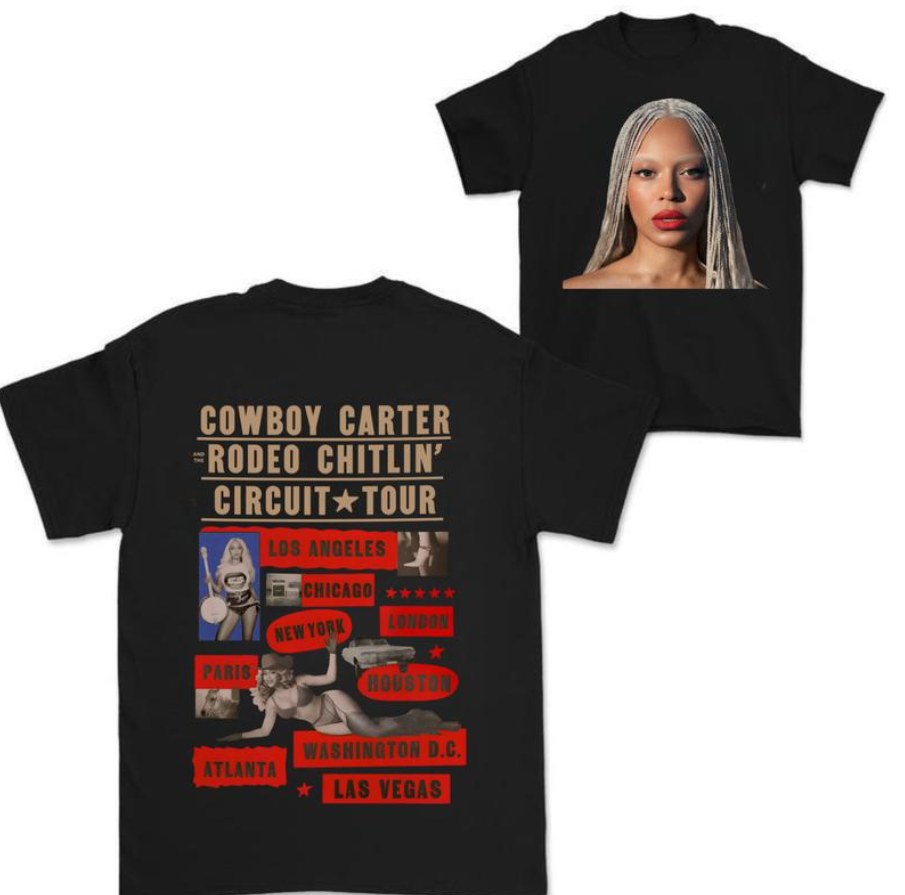 COWBOY CARTER
AND THE RODEO CHITLIN'
CIRCUIT★TOUR
LOS ANGELES
CHICAGO
LONDON
NEW YORK
PARIS
HOUSTON
WASHINGTON D.C.
ATLANTA
LAS VEGAS